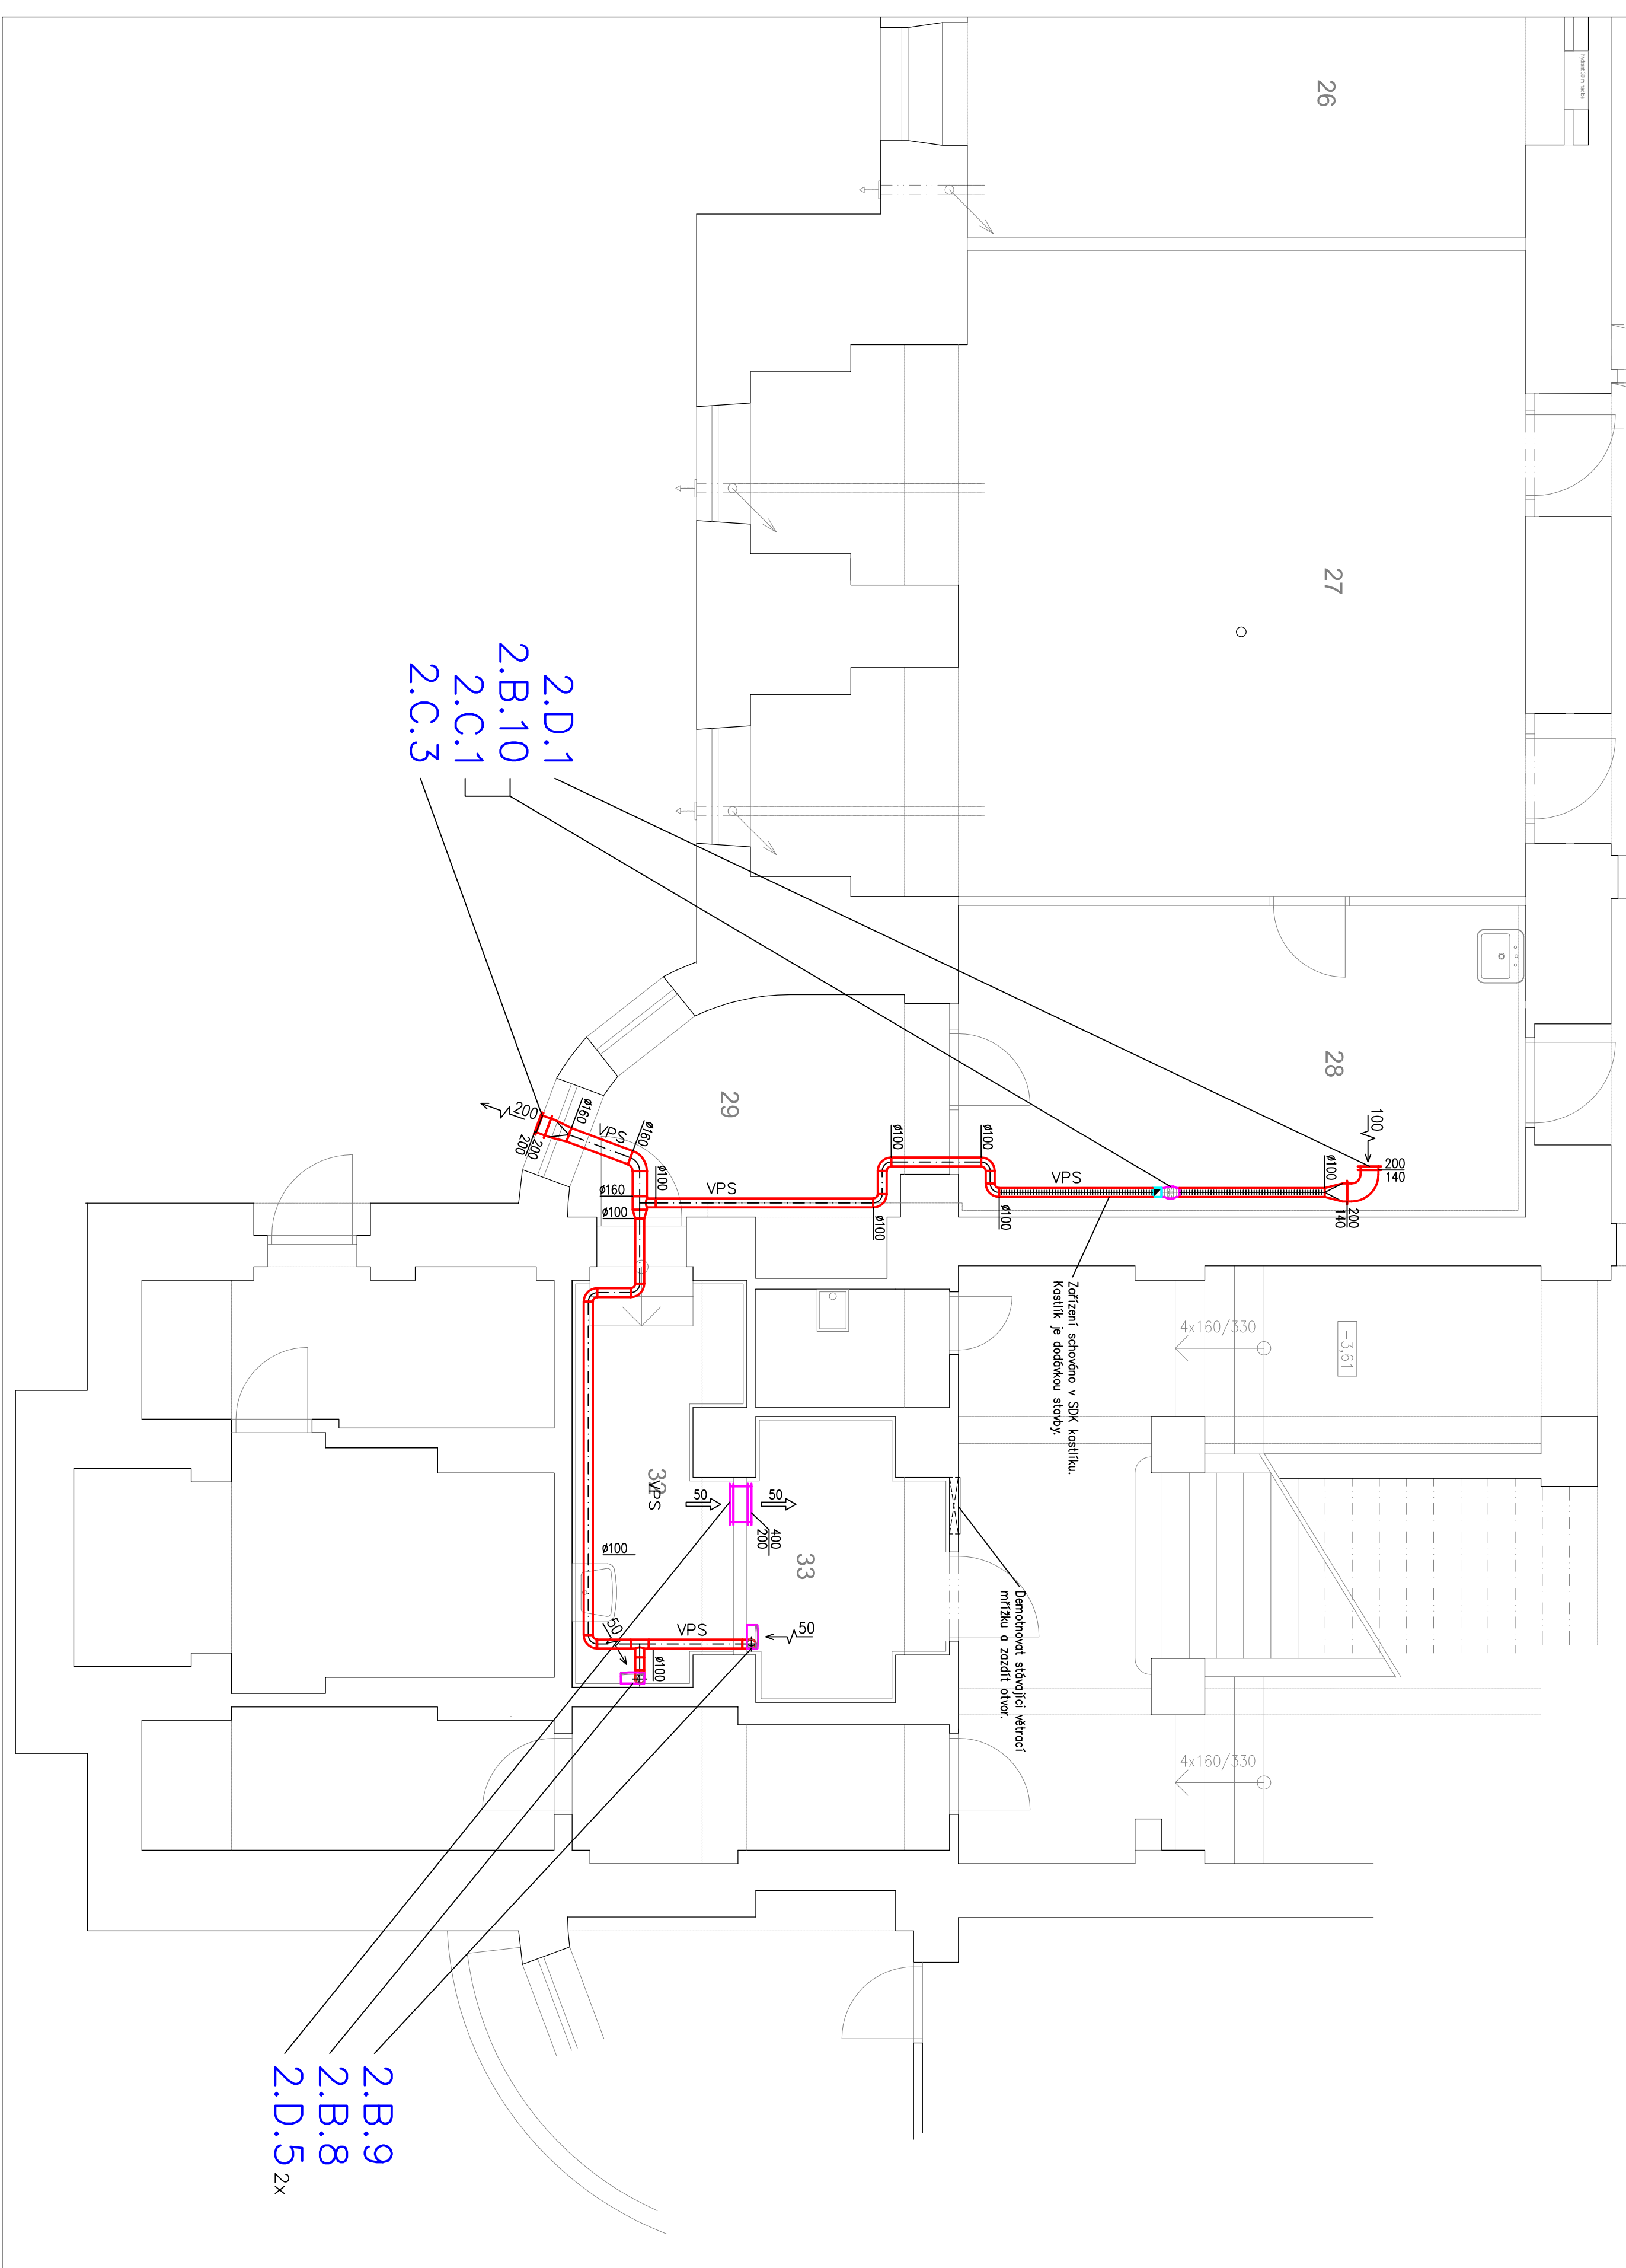 26
27
28
29
32
33
2.D.1
2.B.10
2.C.1
2.C.3
2.B.9
2.B.8
2.D.5 2x
100
200
140
ø100
200
140
VPS
ø100
ø100
ø100
ø100
VPS
ø100
ø160
ø160
ø100
VPS
ø160
200
200
200
Zařízení schováno v SDK kastlíku.
Kastlík je dodávkou stavby.
4x160/330
-3,61
4x160/330
VPS
50
50
400
200
ø100
50
VPS
50
ø100
Demotnovat stávající větrací
mřížku a zazdít otvor.